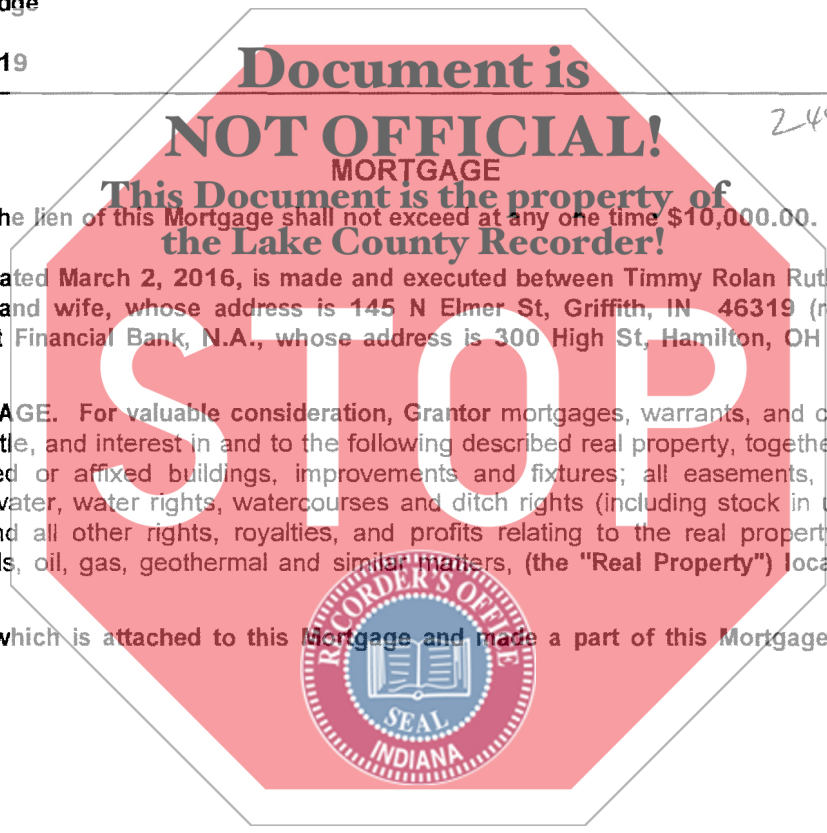 dge
19
Document is
249
NOT OFFICIAL!
MORTGAGE
This Document is the property of
he lien of this Mortgage shall not exceed at any one time $10,000.00.
the Lake County Recorder!
ated March 2, 2016, is made and executed between Timmy Rolan Rut
and wife, whose address is 145 N Elmer St, Griffith, IN 46319 (r
t Financial Bank, N.A., whose address is 300 High St, Hamilton, OH
STOP
AGE. For valuable consideration, Grantor mortgages, warrants, and c
tle, and interest in and to the following described real property, togethe
ed or affixed buildings, improvements and fixtures; all easements,
vater, water rights, watercourses and ditch rights (including stock in u
nd all other rights, royalties, and profits relating to the real property
ls, oil, gas, geothermal and similar matters, (the "Real Property") loca
RECORDER'S OFFICE
which is attached to this Mortgage and made a part of this Mortgage
SEAL
INDIANA